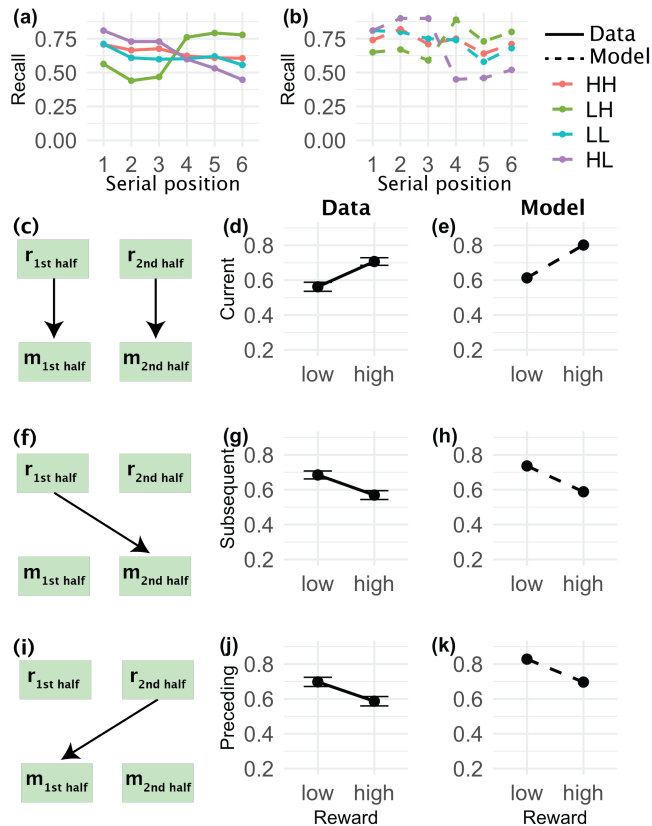 (a)
Recall
0.75
0.50
0.25
0.00
1 2 3 4 5 6
Serial position
(b)
Recall
0.75
0.50
0.25
0.00
1 2 3 4 5 6
Serial position
Data
Model
HH
LH
LL
HL
Data
Model
(c)
r1st half
r2nd half
m1st half
m2nd half
(d)
Current
0.8
0.6
0.4
0.2
low high
(e)
0.8
0.6
0.4
0.2
low high
(f)
r1st half
r2nd half
m1st half
m2nd half
(g)
Subsequent
0.8
0.6
0.4
0.2
low high
(h)
0.8
0.6
0.4
0.2
low high
(i)
r1st half
r2nd half
m1st half
m2nd half
(j)
Preceding
0.8
0.6
0.4
0.2
low high
Reward
(k)
0.8
0.6
0.4
0.2
low high
Reward